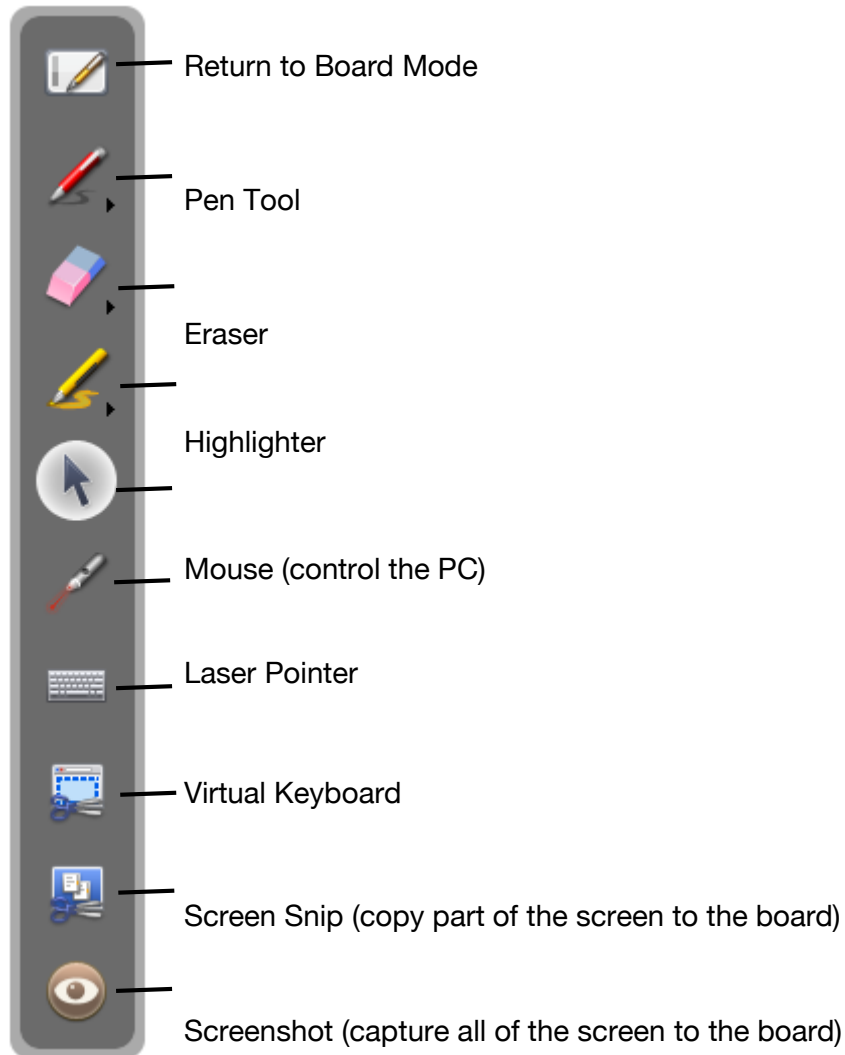 Return to Board Mode
Pen Tool
Eraser
Highlighter
Mouse (control the PC)
Laser Pointer
Virtual Keyboard
Screen Snip (copy part of the screen to the board)
Screenshot (capture all of the screen to the board)